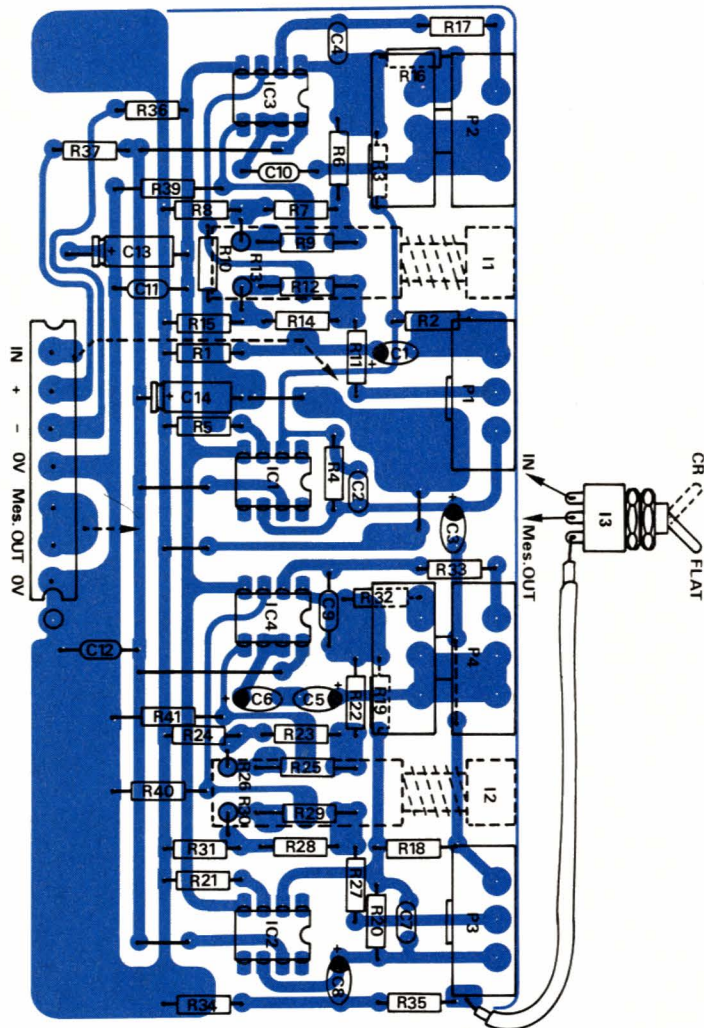 R17
C4
R16
IC3
P2
R36
R37
R6
R3
C10
R39
R8
R7
R9
R10
R13
I1
C13
C11
R12
R15
R14
R2
R1
R11
C1
P1
IN
+
−
0V
Mes.OUT
0V
C14
R5
IC1
R4
C2
IN
Mes.OUT
CR
I3
FLAT
C3
R33
IC4
C9
R32
P4
C12
C6
C5
R22
R19
R41
R24
R23
R25
R26
R30
I2
R40
R29
R31
R28
R18
R21
R27
R20
C7
P3
IC2
C8
R34
R35
+
+
+
+
+
+
+